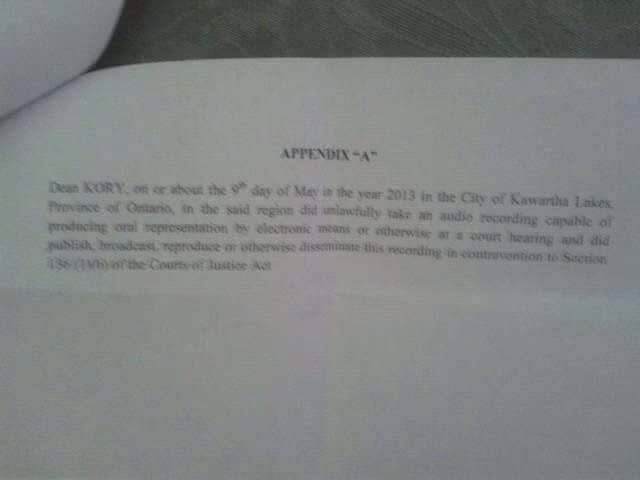 APPENDIX "A"
Dean KORY, on or about the 9th day of May in the year 2013 in the City of Kawartha Lakes,
Province of Ontario, in the said region did unlawfully take an audio recording capable of
producing oral representation by electronic means or otherwise at a court hearing and did
publish, broadcast, reproduce or otherwise disseminate this recording in contravention to Section
136 (1)(b) of the Courts of Justice Act